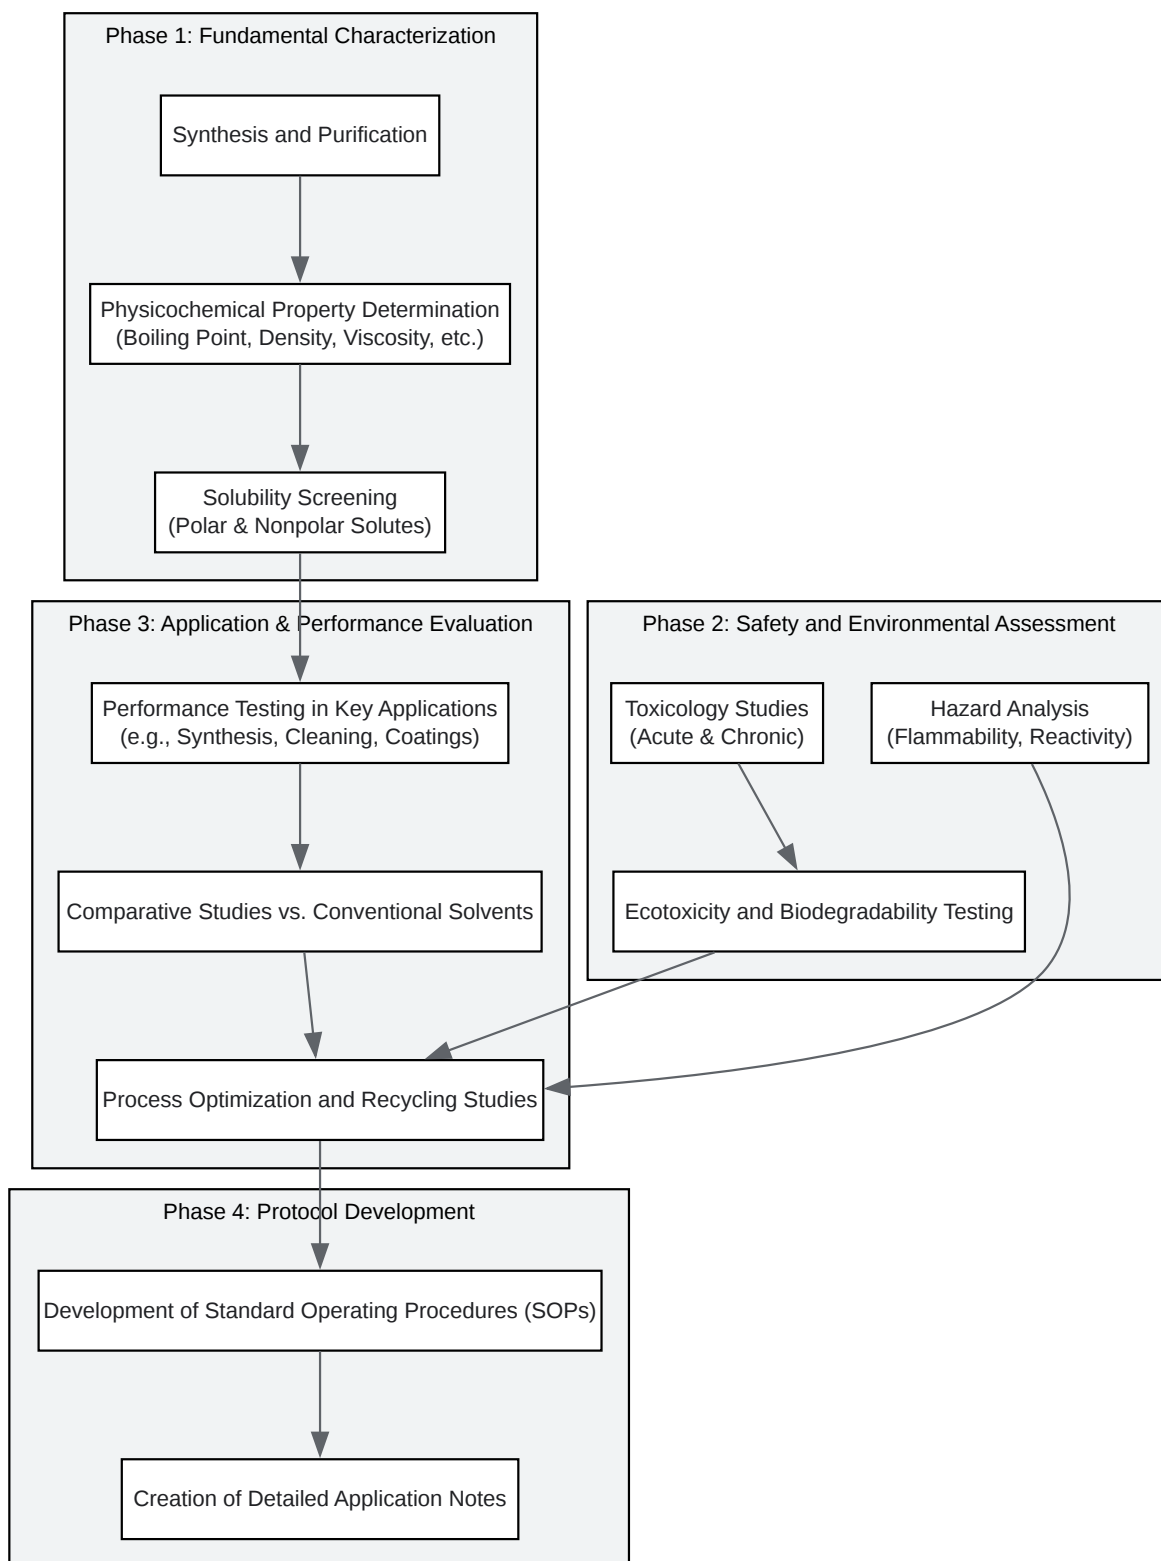 Phase 1: Fundamental Characterization
Synthesis and Purification
Physicochemical Property Determination
(Boiling Point, Density, Viscosity, etc.)
Solubility Screening
(Polar & Nonpolar Solutes)
Phase 3: Application & Performance Evaluation
Performance Testing in Key Applications
(e.g., Synthesis, Cleaning, Coatings)
Comparative Studies vs. Conventional Solvents
Process Optimization and Recycling Studies
Phase 2: Safety and Environmental Assessment
Toxicology Studies
(Acute & Chronic)
Hazard Analysis
(Flammability, Reactivity)
Ecotoxicity and Biodegradability Testing
Phase 4: Protocol Development
Development of Standard Operating Procedures (SOPs)
Creation of Detailed Application Notes